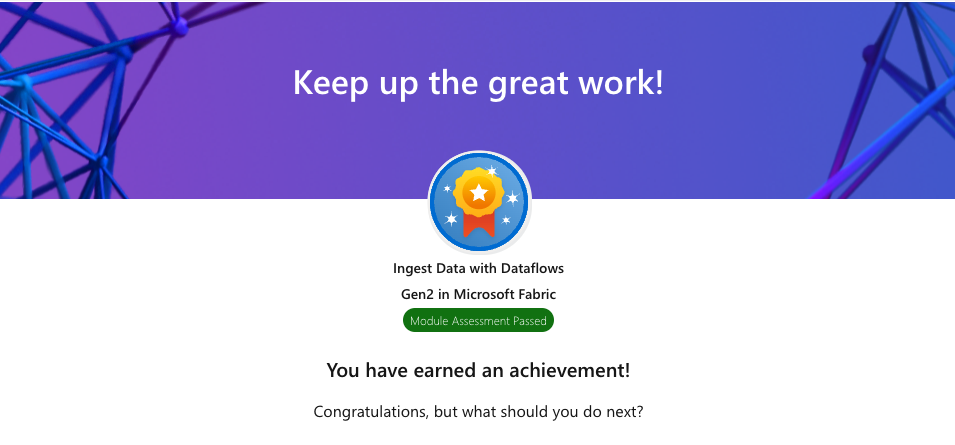 Keep up the great work!
Ingest Data with Dataflows
Gen2 in Microsoft Fabric
Module Assessment Passed
You have earned an achievement!
Congratulations, but what should you do next?